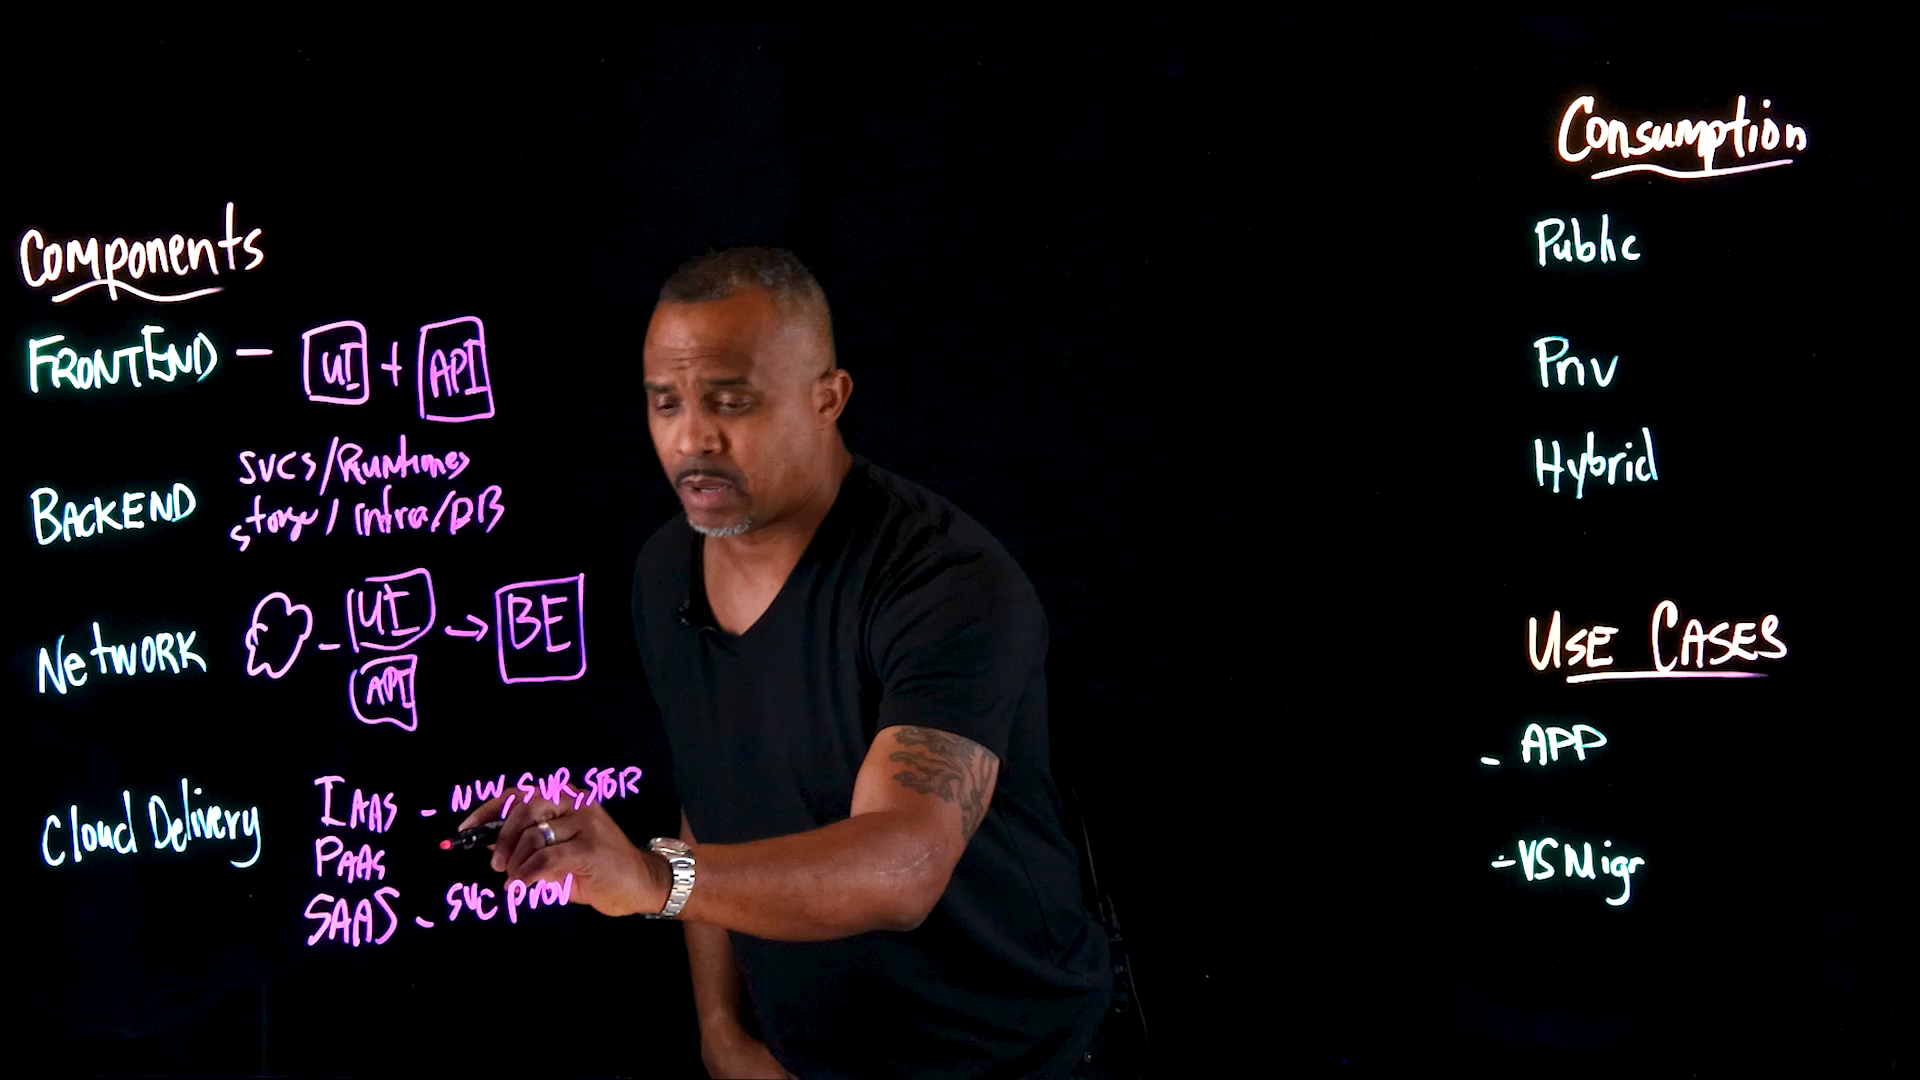 Components
FRONTEND - UI + API
BACKEND
SVCS/Runtimes
storge/Infra/DB
NETWORK
- UI → BE
API
Cloud Delivery
IAAS - NW, SVR, STOR
PAAS
SAAS - SVC prov
Consumption
Public
Priv
Hybrid
USE CASES
- APP
- VS Migr